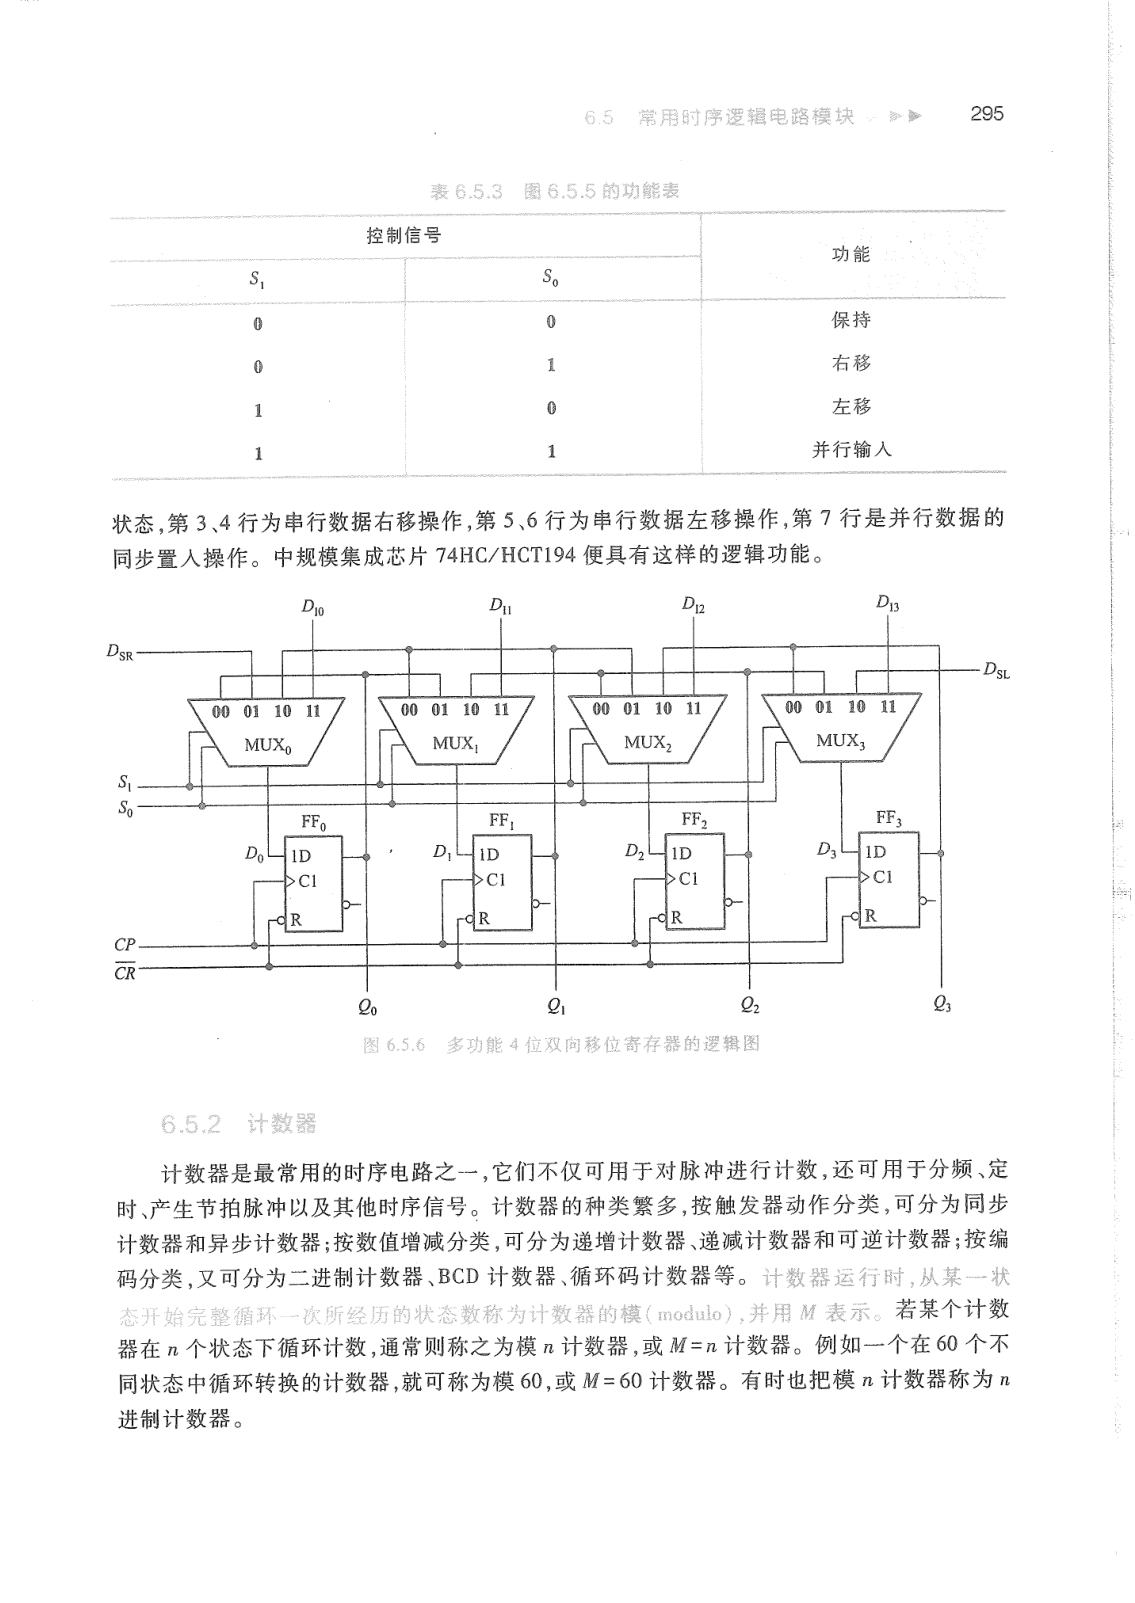 6.5 常用时序逻辑电路模块 295
表 6.5.3 图 6.5.5 的功能表
控制信号 功能
S₁ S₀
0 0 保持
0 1 右移
1 0 左移
1 1 并行输入
状态,第 3、4 行为串行数据右移操作,第 5、6 行为串行数据左移操作,第 7 行是并行数据的
同步置入操作。中规模集成芯片 74HC/HCT194 便具有这样的逻辑功能。
D_I0 D_I1 D_I2 D_I3
D_SR
D_SL
00 01 10 11 00 01 10 11 00 01 10 11 00 01 10 11
MUX₀ MUX₁ MUX₂ MUX₃
S₁
S₀
FF₀ FF₁ FF₂ FF₃
D₀ 1D D₁ 1D D₂ 1D D₃ 1D
C1 C1 C1 C1
R R R R
CP
C̅R̅
Q₀ Q₁ Q₂ Q₃
图 6.5.6 多功能 4 位双向移位寄存器的逻辑图
6.5.2 计数器
计数器是最常用的时序电路之一,它们不仅可用于对脉冲进行计数,还可用于分频、定
时、产生节拍脉冲以及其他时序信号。计数器的种类繁多,按触发器动作分类,可分为同步
计数器和异步计数器;按数值增减分类,可分为递增计数器、递减计数器和可逆计数器;按编
码分类,又可分为二进制计数器、BCD 计数器、循环码计数器等。计数器运行时,从某一状
态开始完整循环一次所经历的状态数称为计数器的模(modulo),并用 M 表示。若某个计数
器在 n 个状态下循环计数,通常则称之为模 n 计数器,或 M=n 计数器。例如一个在 60 个不
同状态中循环转换的计数器,就可称为模 60,或 M=60 计数器。有时也把模 n 计数器称为 n
进制计数器。